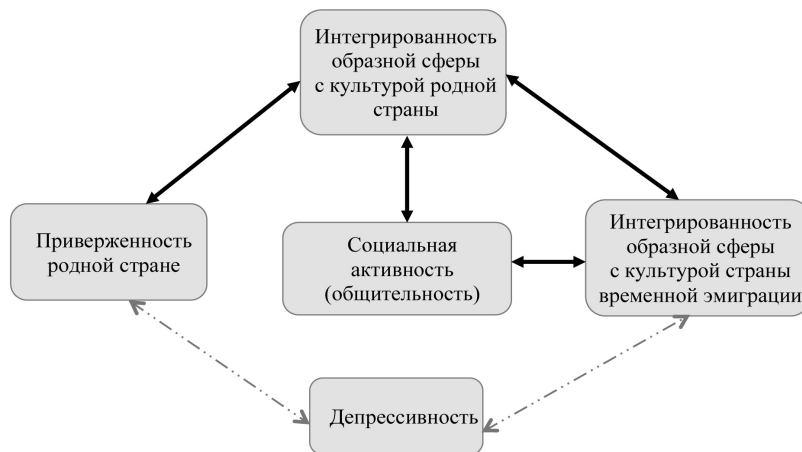 Интегрированность
образной сферы
с культурой родной
страны
Приверженность
родной стране
Социальная
активность
(общительность)
Интегрированность
образной сферы
с культурой страны
временной эмиграции
Депрессивность